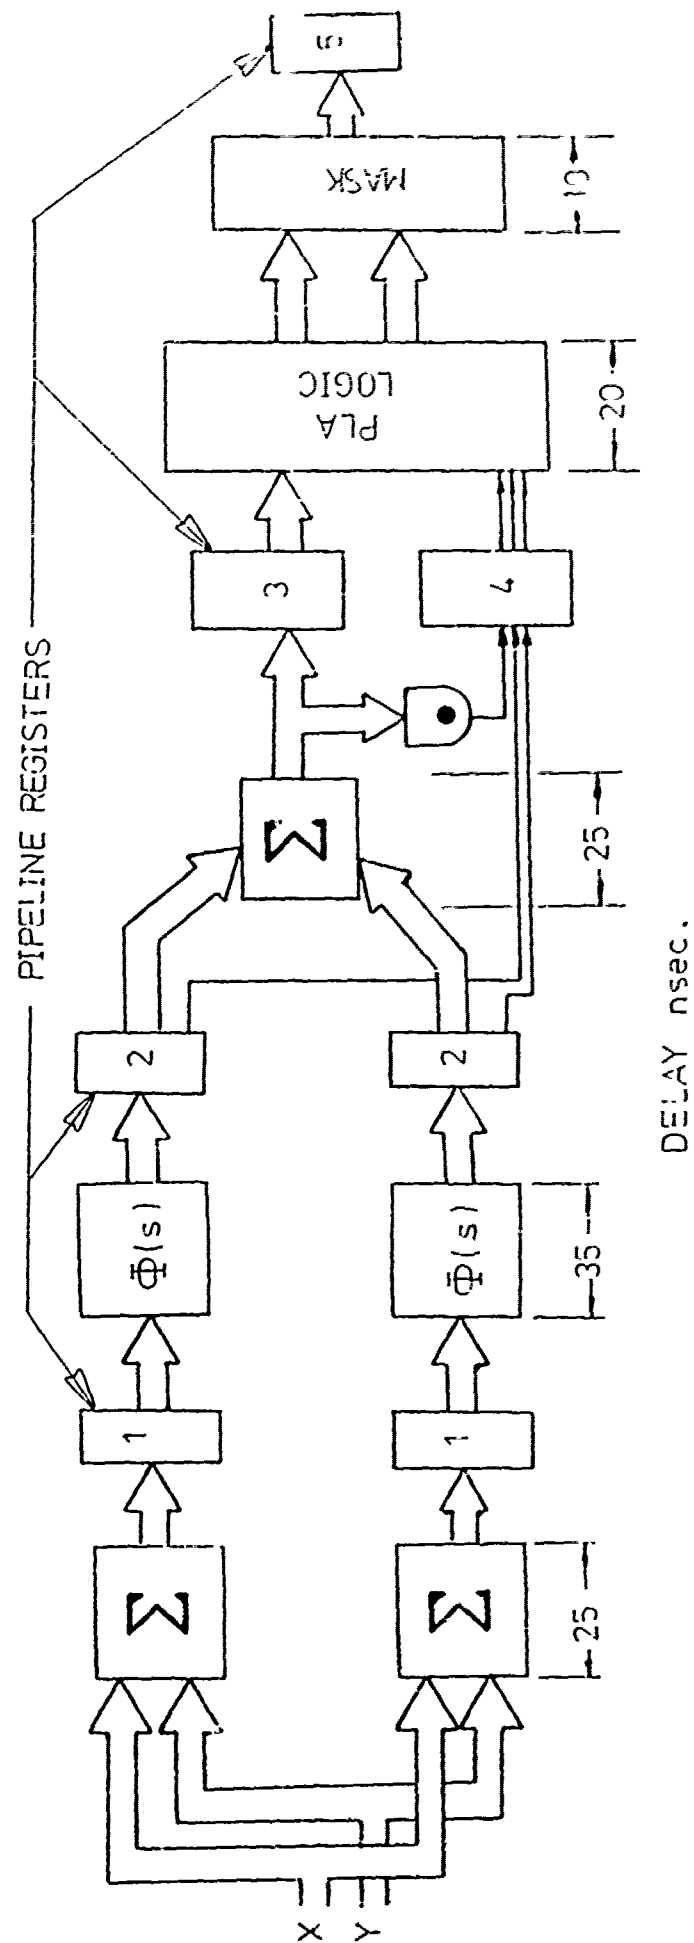 PIPELINE REGISTERS
X
Y
Σ
Σ
25
1
1
Φ(s)
Φ(s)
35
2
2
Σ
25
3
4
PLA
LOGIC
20
MASK
10
5
DELAY nsec.